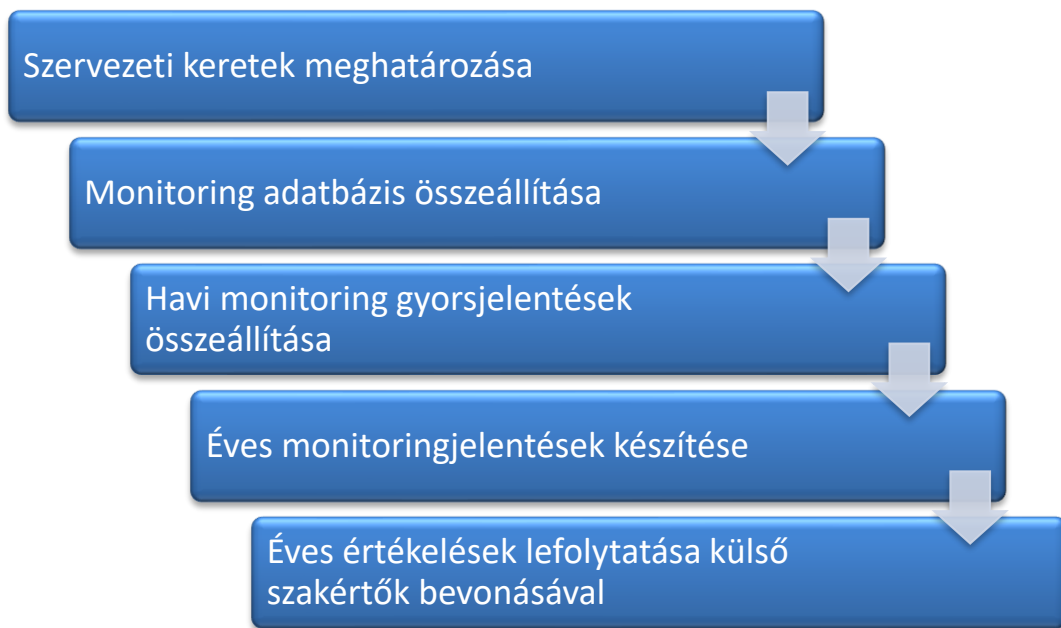 Szervezeti keretek meghatározása
Monitoring adatbázis összeállítása
Havi monitoring gyorsjelentések
összeállítása
Éves monitoringjelentések készítése
Éves értékelések lefolytatása külső
szakértők bevonásával